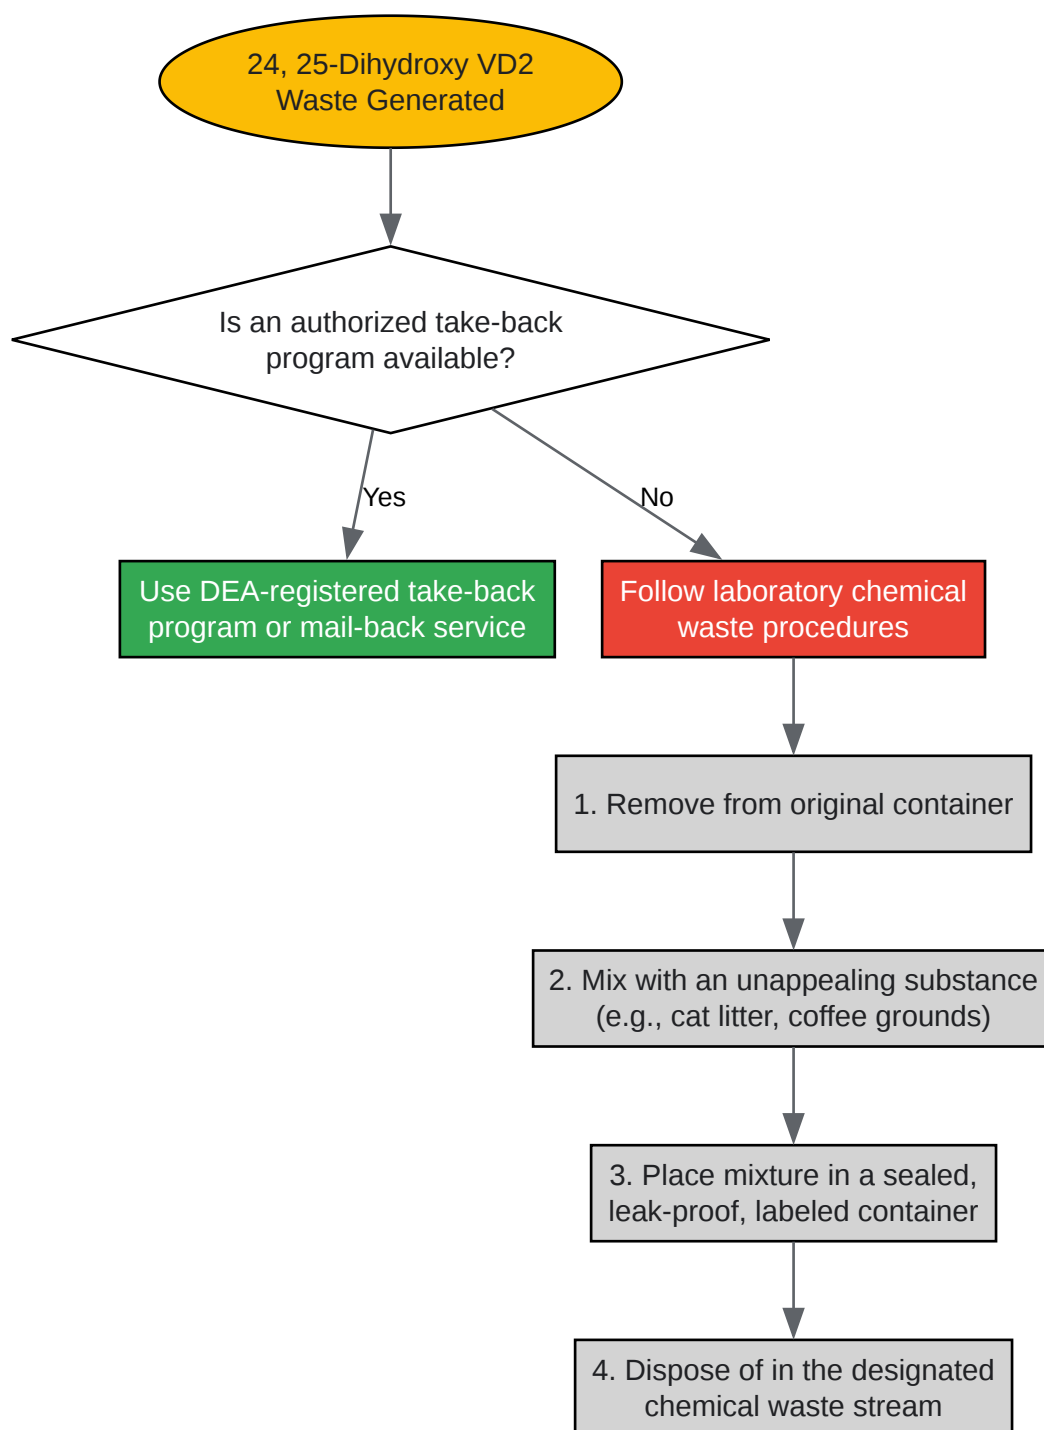 24, 25-Dihydroxy VD2
Waste Generated
Is an authorized take-back
program available?
Yes
No
Use DEA-registered take-back
program or mail-back service
Follow laboratory chemical
waste procedures
1. Remove from original container
2. Mix with an unappealing substance
(e.g., cat litter, coffee grounds)
3. Place mixture in a sealed,
leak-proof, labeled container
4. Dispose of in the designated
chemical waste stream